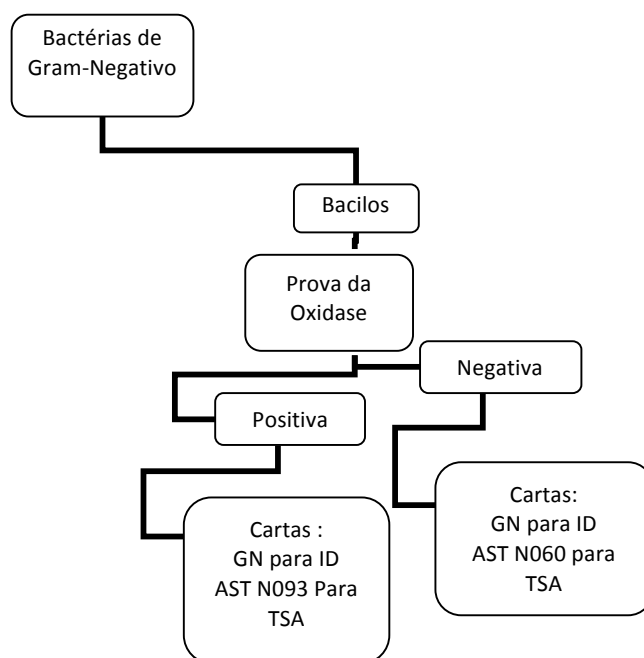 Bactérias de
Gram-Negativo
Bacilos
Prova da
Oxidase
Negativa
Positiva
Cartas:
GN para ID
AST N060 para
TSA
Cartas :
GN para ID
AST N093 Para
TSA